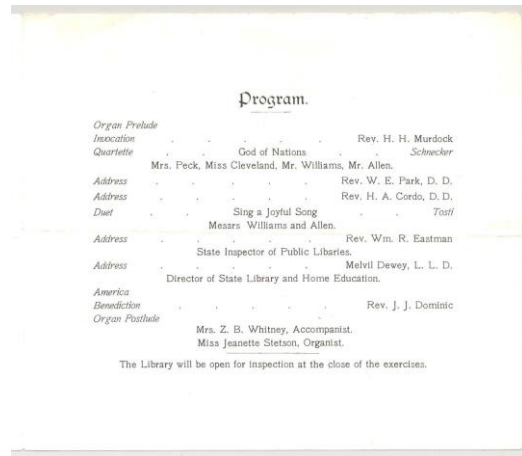 Program.
Organ Prelude
Invocation . . . . . Rev. H. H. Murdock
Quartette . . God of Nations . . Schnecker
Mrs. Peck, Miss Cleveland, Mr. Williams, Mr. Allen.
Address . . . . . Rev. W. E. Park, D. D.
Address . . . . . Rev. H. A. Cordo, D. D.
Duet . . Sing a Joyful Song . . Tosti
Messrs Williams and Allen.
Address . . . . . Rev. Wm. R. Eastman
State Inspector of Public Libaries.
Address . . . . . Melvil Dewey, L. L. D.
Director of State Library and Home Education.
America
Benediction . . . . . Rev. J. J. Dominic
Organ Postlude
Mrs. Z. B. Whitney, Accompanist.
Miss Jeanette Stetson, Organist.
The Library will be open for inspection at the close of the exercises.